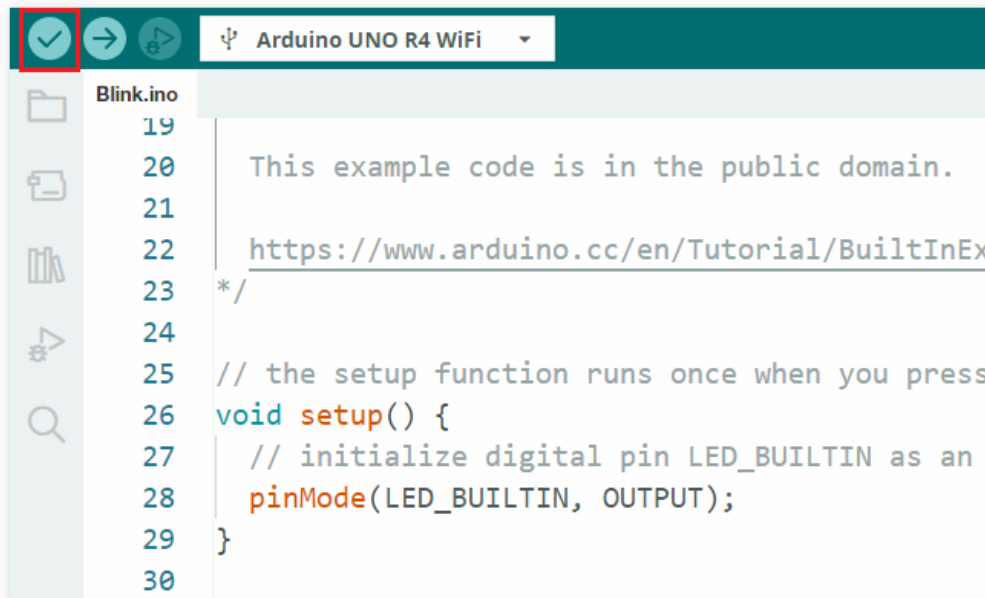 Arduino UNO R4 WiFi
Blink.ino
19
20 This example code is in the public domain.
21
22 https://www.arduino.cc/en/Tutorial/BuiltInEx
23 */
24
25 // the setup function runs once when you press
26 void setup() {
27 // initialize digital pin LED_BUILTIN as an
28 pinMode(LED_BUILTIN, OUTPUT);
29 }
30